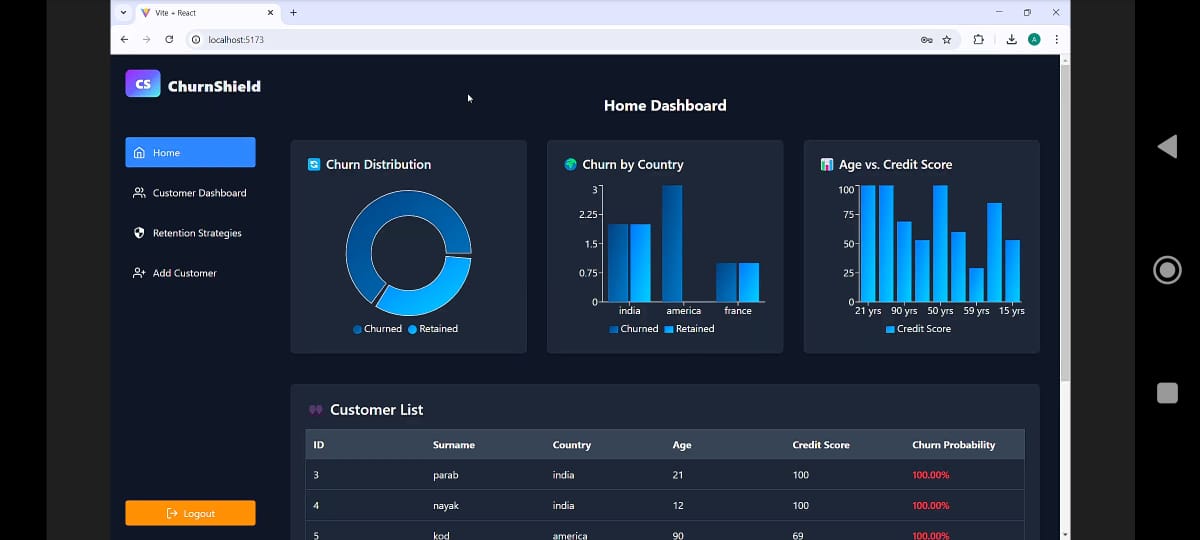 Vite + React
localhost:5173
A
CS ChurnShield
Home Dashboard
Home
Customer Dashboard
Retention Strategies
Add Customer
Logout
Churn Distribution
Churned Retained
Churn by Country
3
2.25
1.5
0.75
0
india america france
Churned Retained
Age vs. Credit Score
100
75
50
25
0
21 yrs 90 yrs 50 yrs 59 yrs 15 yrs
Credit Score
Customer List
ID Surname Country Age Credit Score Churn Probability
3 parab india 21 100 100.00%
4 nayak india 12 100 100.00%
5 kod america 90 69 100.00%